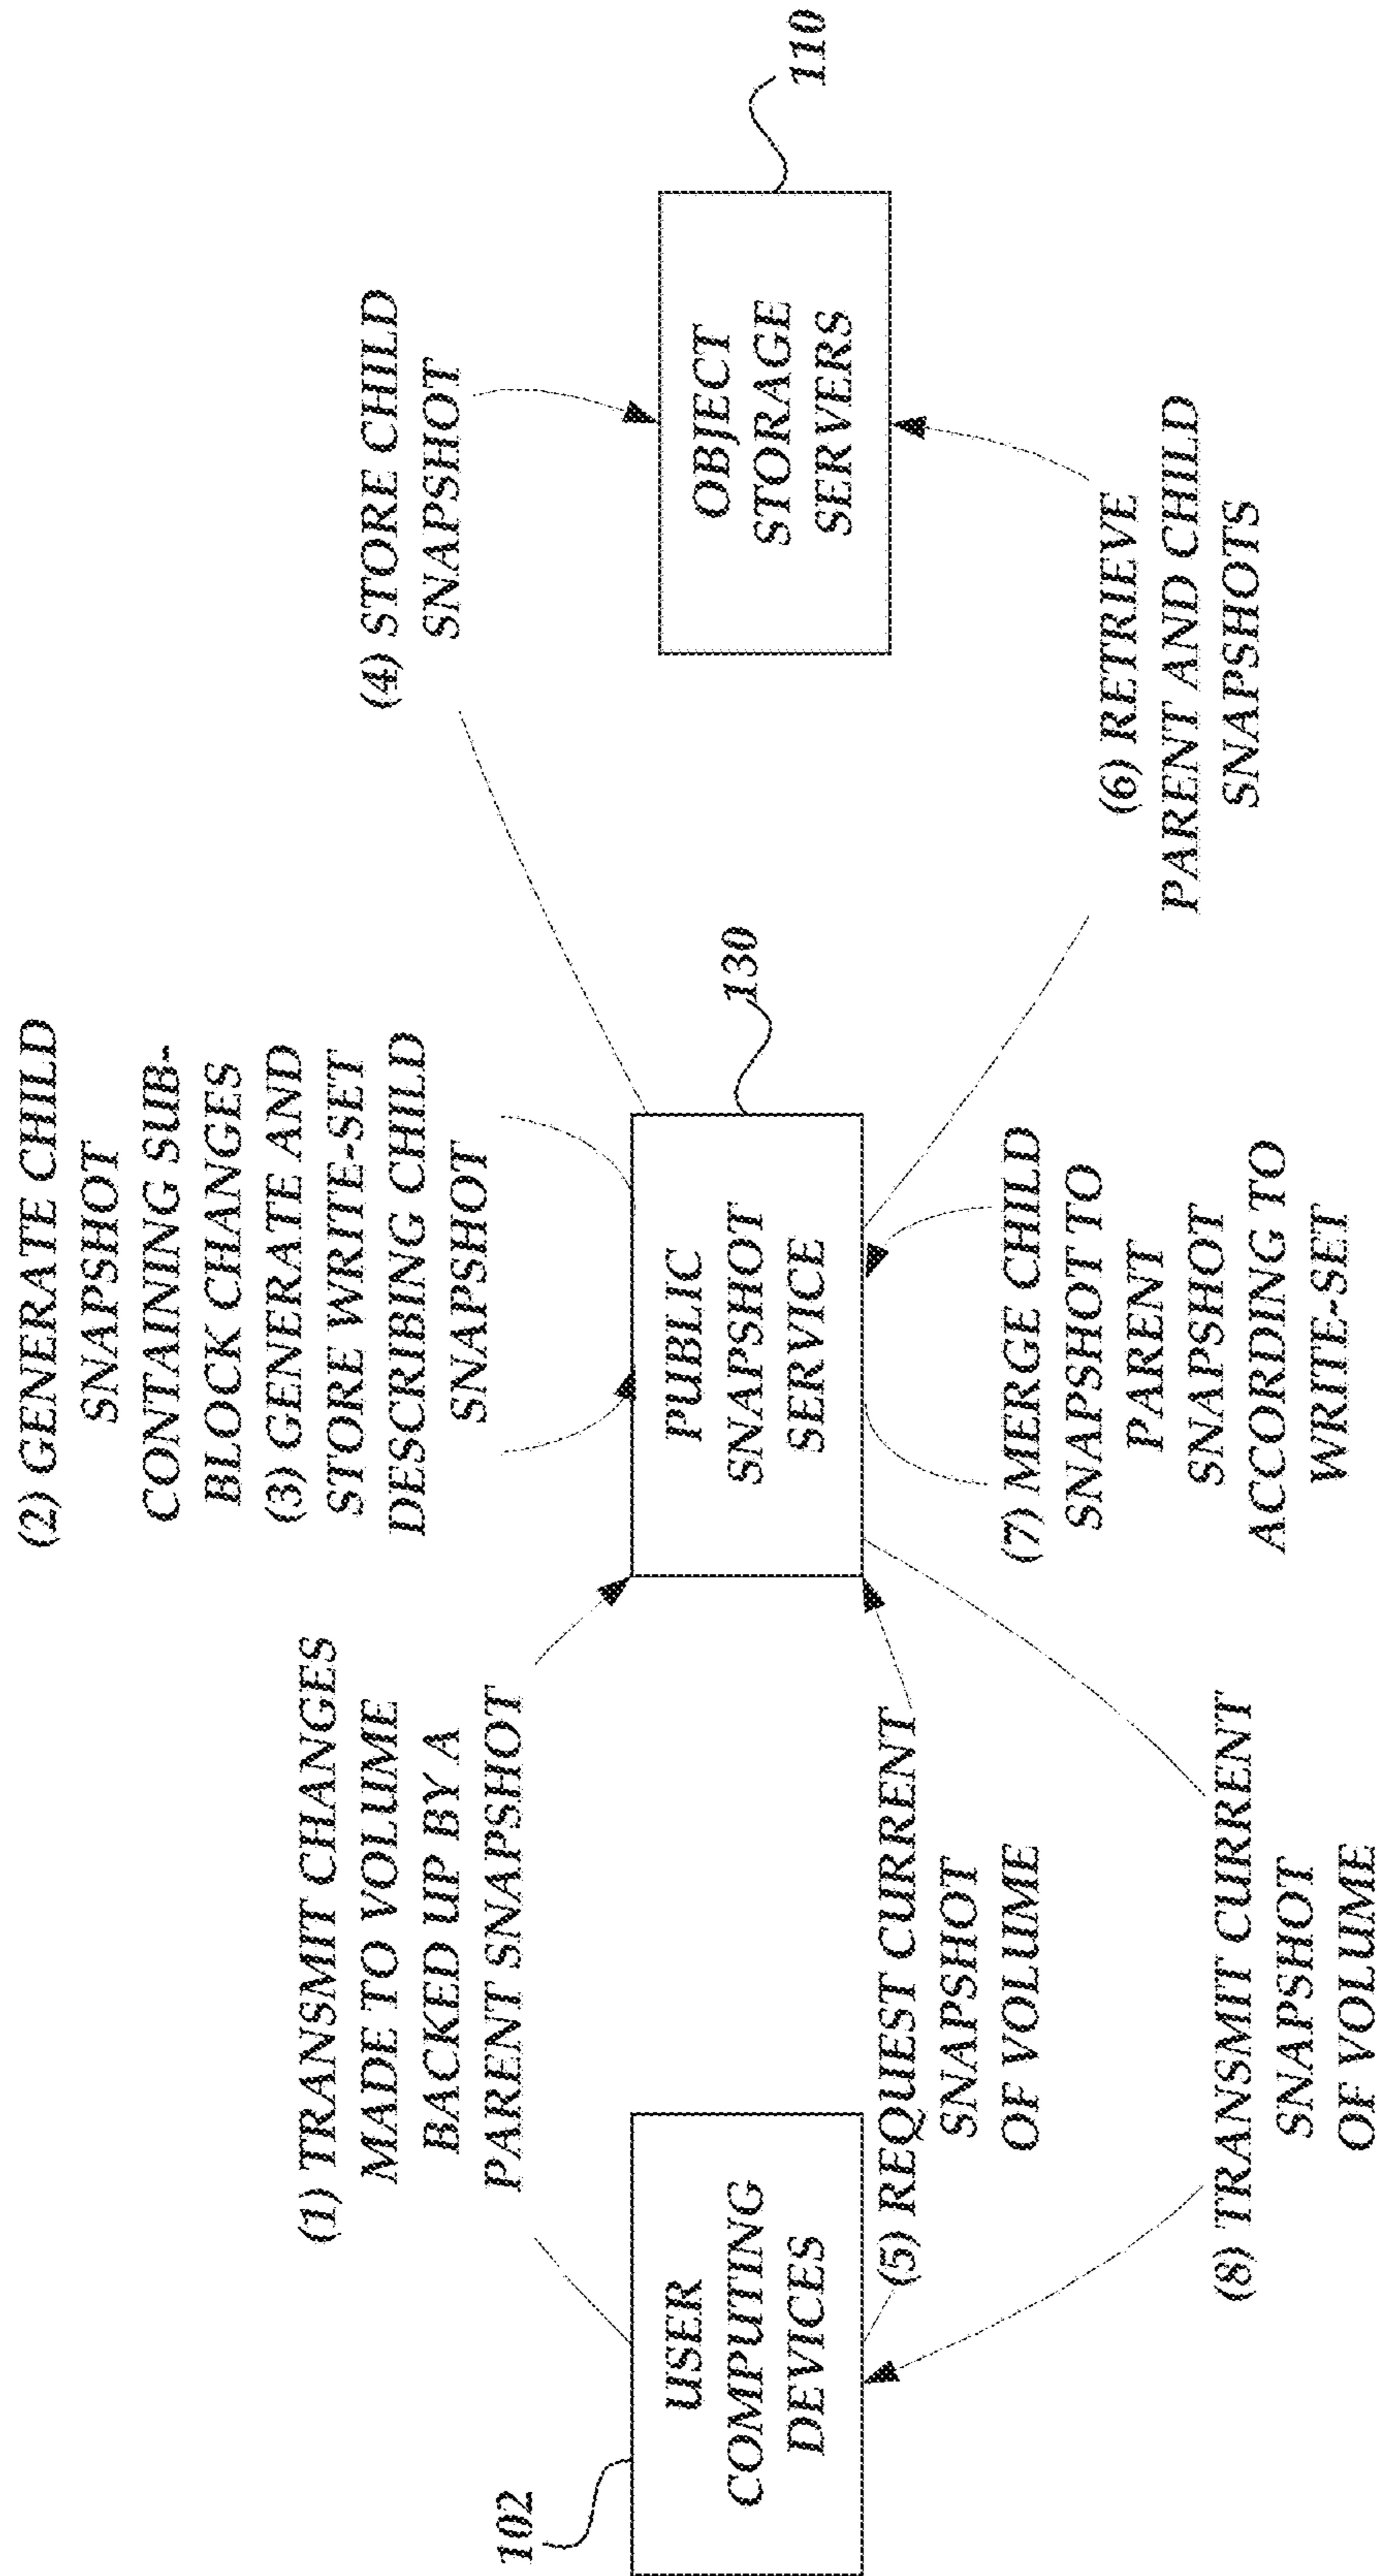 (2) GENERATE CHILD
SNAPSHOT
CONTAINING SUB-
BLOCK CHANGES
(3) GENERATE AND
STORE WRITE-SET
DESCRIBING CHILD
SNAPSHOT
(1) TRANSMIT CHANGES
MADE TO VOLUME
BACKED UP BY A
PARENT SNAPSHOT
(4) STORE CHILD
SNAPSHOT
102
USER
COMPUTING
DEVICES
130
PUBLIC
SNAPSHOT
SERVICE
110
OBJECT
STORAGE
SERVERS
(5) REQUEST CURRENT
SNAPSHOT
OF VOLUME
(7) MERGE CHILD
SNAPSHOT TO
PARENT
SNAPSHOT
ACCORDING TO
WRITE-SET
(6) RETRIEVE
PARENT AND CHILD
SNAPSHOTS
(8) TRANSMIT CURRENT
SNAPSHOT
OF VOLUME